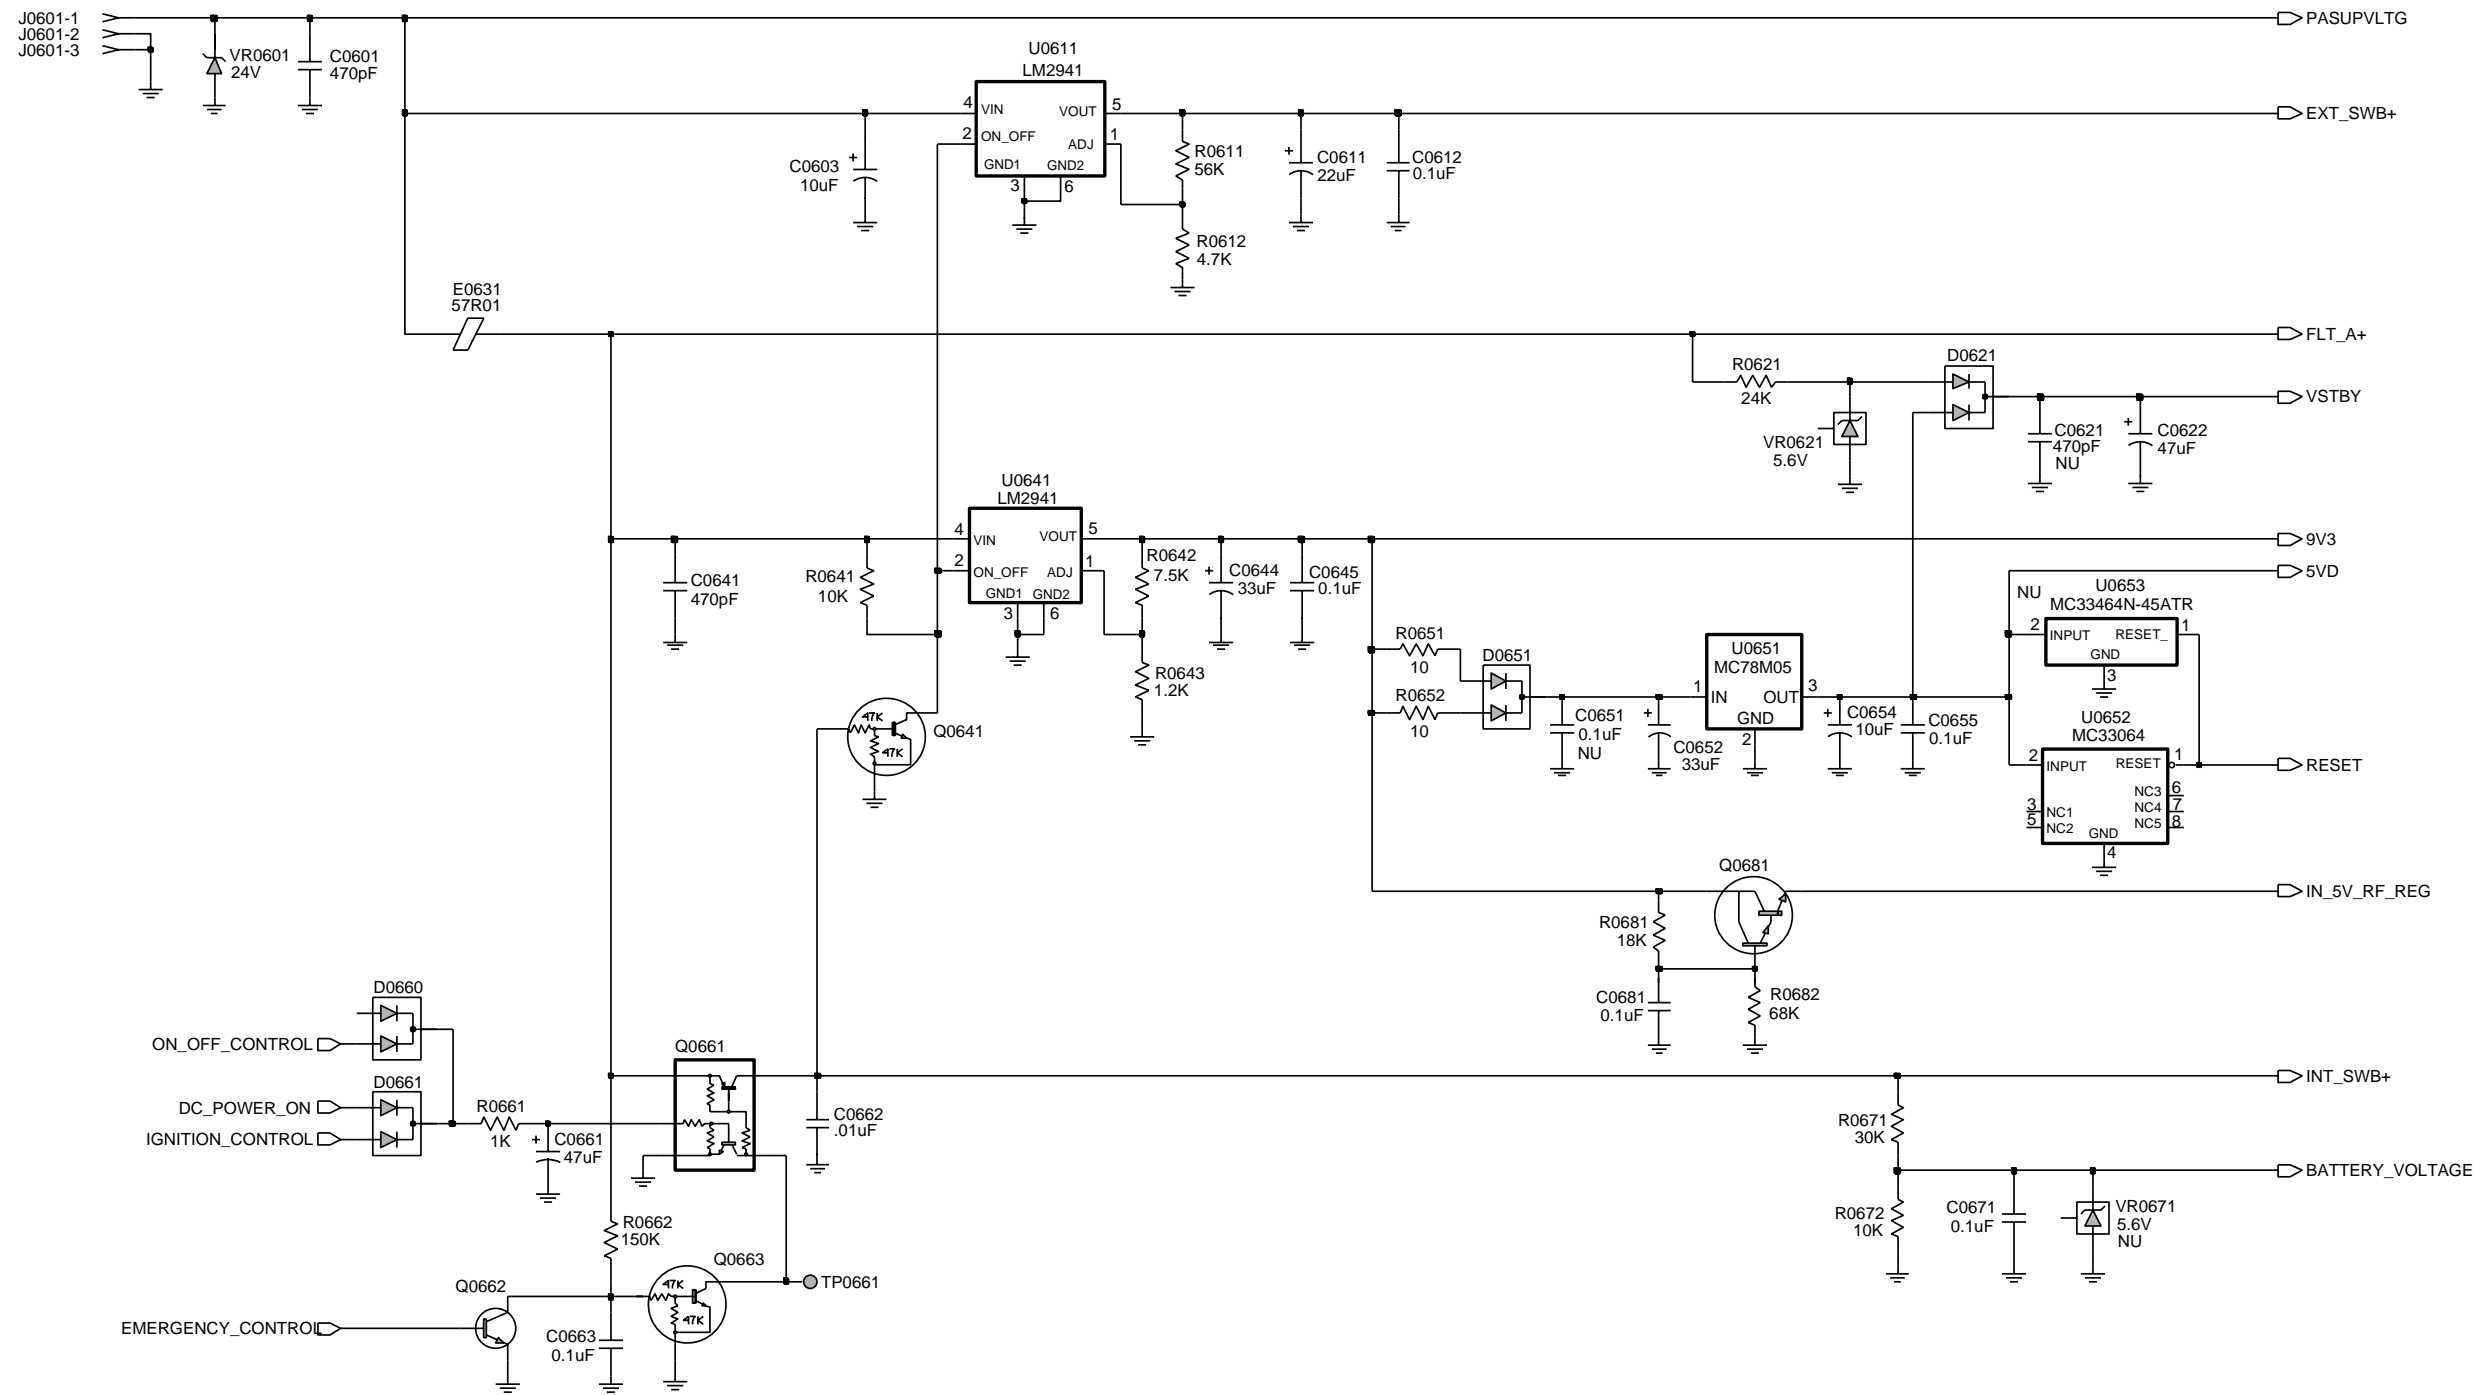 J0601-1
J0601-2
J0601-3
VR0601
24V
C0601
470pF
PASUPVLTG
U0611
LM2941
4
VIN
VOUT
5
2
ON_OFF
ADJ
1
GND1
GND2
3
6
C0603
+
10uF
R0611
56K
R0612
4.7K
+
C0611
22uF
C0612
0.1uF
EXT_SWB+
E0631
57R01
FLT_A+
R0621
24K
VR0621
5.6V
D0621
C0621
470pF
NU
+
C0622
47uF
VSTBY
U0641
LM2941
4
VIN
VOUT
5
2
ON_OFF
ADJ
1
GND1
GND2
3
6
C0641
470pF
R0641
10K
R0642
7.5K
R0643
1.2K
+
C0644
33uF
C0645
0.1uF
9V3
5VD
47K
47K
Q0641
R0651
10
R0652
10
D0651
C0651
0.1uF
NU
+
C0652
33uF
U0651
MC78M05
1
IN
OUT
3
GND
2
+
C0654
10uF
C0655
0.1uF
NU
U0653
MC33464N-45ATR
2
INPUT
RESET_
1
GND
3
U0652
MC33064
2
INPUT
RESET
1
NC3
6
3
NC1
NC4
7
5
NC2
NC5
8
GND
4
RESET
Q0681
IN_5V_RF_REG
R0681
18K
C0681
0.1uF
R0682
68K
D0660
ON_OFF_CONTROL
D0661
DC_POWER_ON
IGNITION_CONTROL
R0661
1K
+
C0661
47uF
Q0661
C0662
.01uF
INT_SWB+
R0671
30K
BATTERY_VOLTAGE
R0672
10K
C0671
0.1uF
VR0671
5.6V
NU
R0662
150K
Q0663
47K
47K
TP0661
Q0662
EMERGENCY_CONTROL
C0663
0.1uF